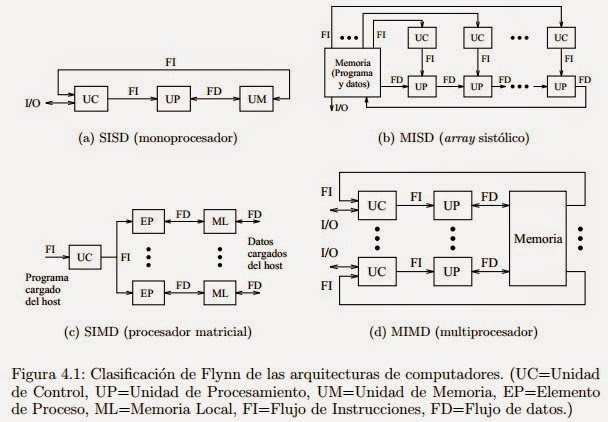 FI
I/O
UC
FI
UP
FD
UM
(a) SISD (monoprocesador)
FI
FI
FI
UC
UC
UC
FI
FI
FI
Memoria
(Programa
y datos)
FD
UP
FD
UP
FD
UP
FD
I/O
(b) MISD (array sistólico)
FI
UC
FI
Programa
cargado
del host
EP
FD
ML
FD
Datos
cargados
del host
EP
FD
ML
FD
(c) SIMD (procesador matricial)
FI
I/O
UC
FI
UP
FD
Memoria
I/O
UC
FI
UP
FD
FI
(d) MIMD (multiprocesador)
Figura 4.1: Clasificación de Flynn de las arquitecturas de computadores. (UC=Unidad
de Control, UP=Unidad de Procesamiento, UM=Unidad de Memoria, EP=Elemento
de Proceso, ML=Memoria Local, FI=Flujo de Instrucciones, FD=Flujo de datos.)